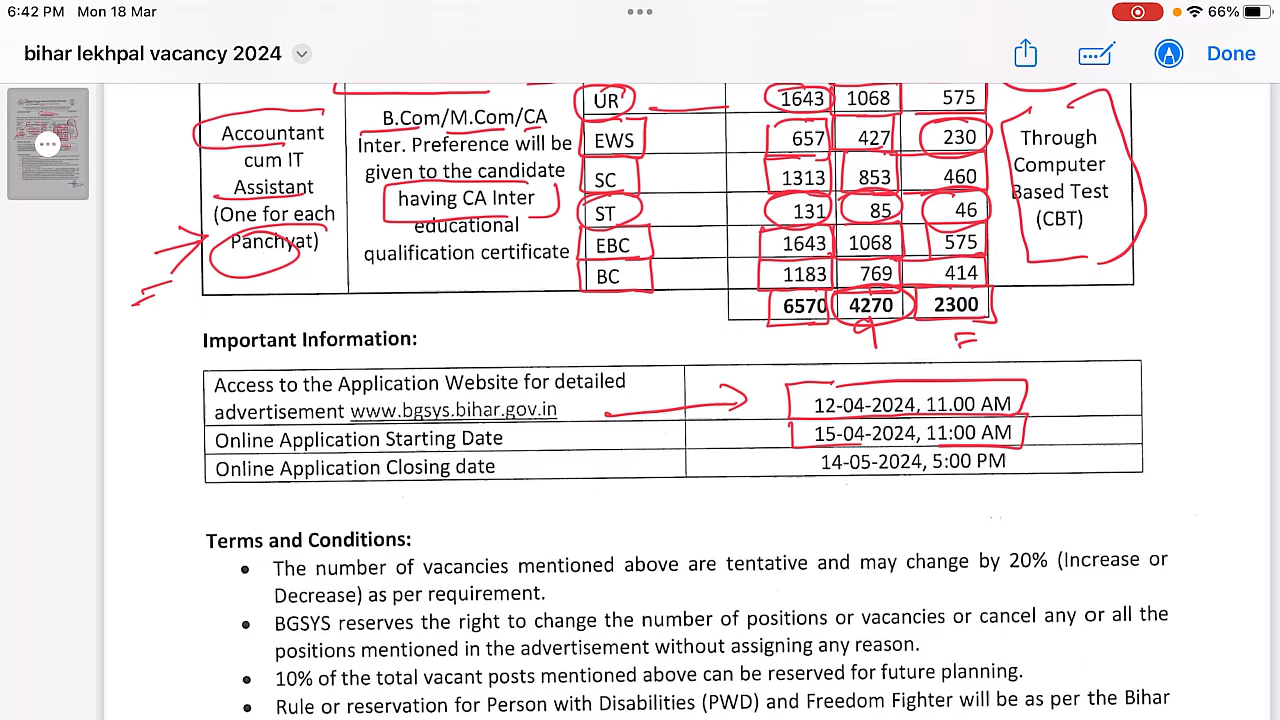 6:42 PM Mon 18 Mar
66%
bihar lekhpal vacancy 2024
Done
Accountant
cum IT
Assistant
(One for each
Panchyat)
B.Com/M.Com/CA
Inter. Preference will be
given to the candidate
having CA Inter
educational
qualification certificate
UR 1643 1068 575
EWS 657 427 230
SC 1313 853 460
ST 131 85 46
EBC 1643 1068 575
BC 1183 769 414
6570 4270 2300
Through
Computer
Based Test
(CBT)
Important Information:
Access to the Application Website for detailed
advertisement www.bgsys.bihar.gov.in
12-04-2024, 11.00 AM
Online Application Starting Date 15-04-2024, 11:00 AM
Online Application Closing date 14-05-2024, 5:00 PM
Terms and Conditions:
• The number of vacancies mentioned above are tentative and may change by 20% (Increase or
Decrease) as per requirement.
• BGSYS reserves the right to change the number of positions or vacancies or cancel any or all the
positions mentioned in the advertisement without assigning any reason.
• 10% of the total vacant posts mentioned above can be reserved for future planning.
• Rule or reservation for Person with Disabilities (PWD) and Freedom Fighter will be as per the Bihar